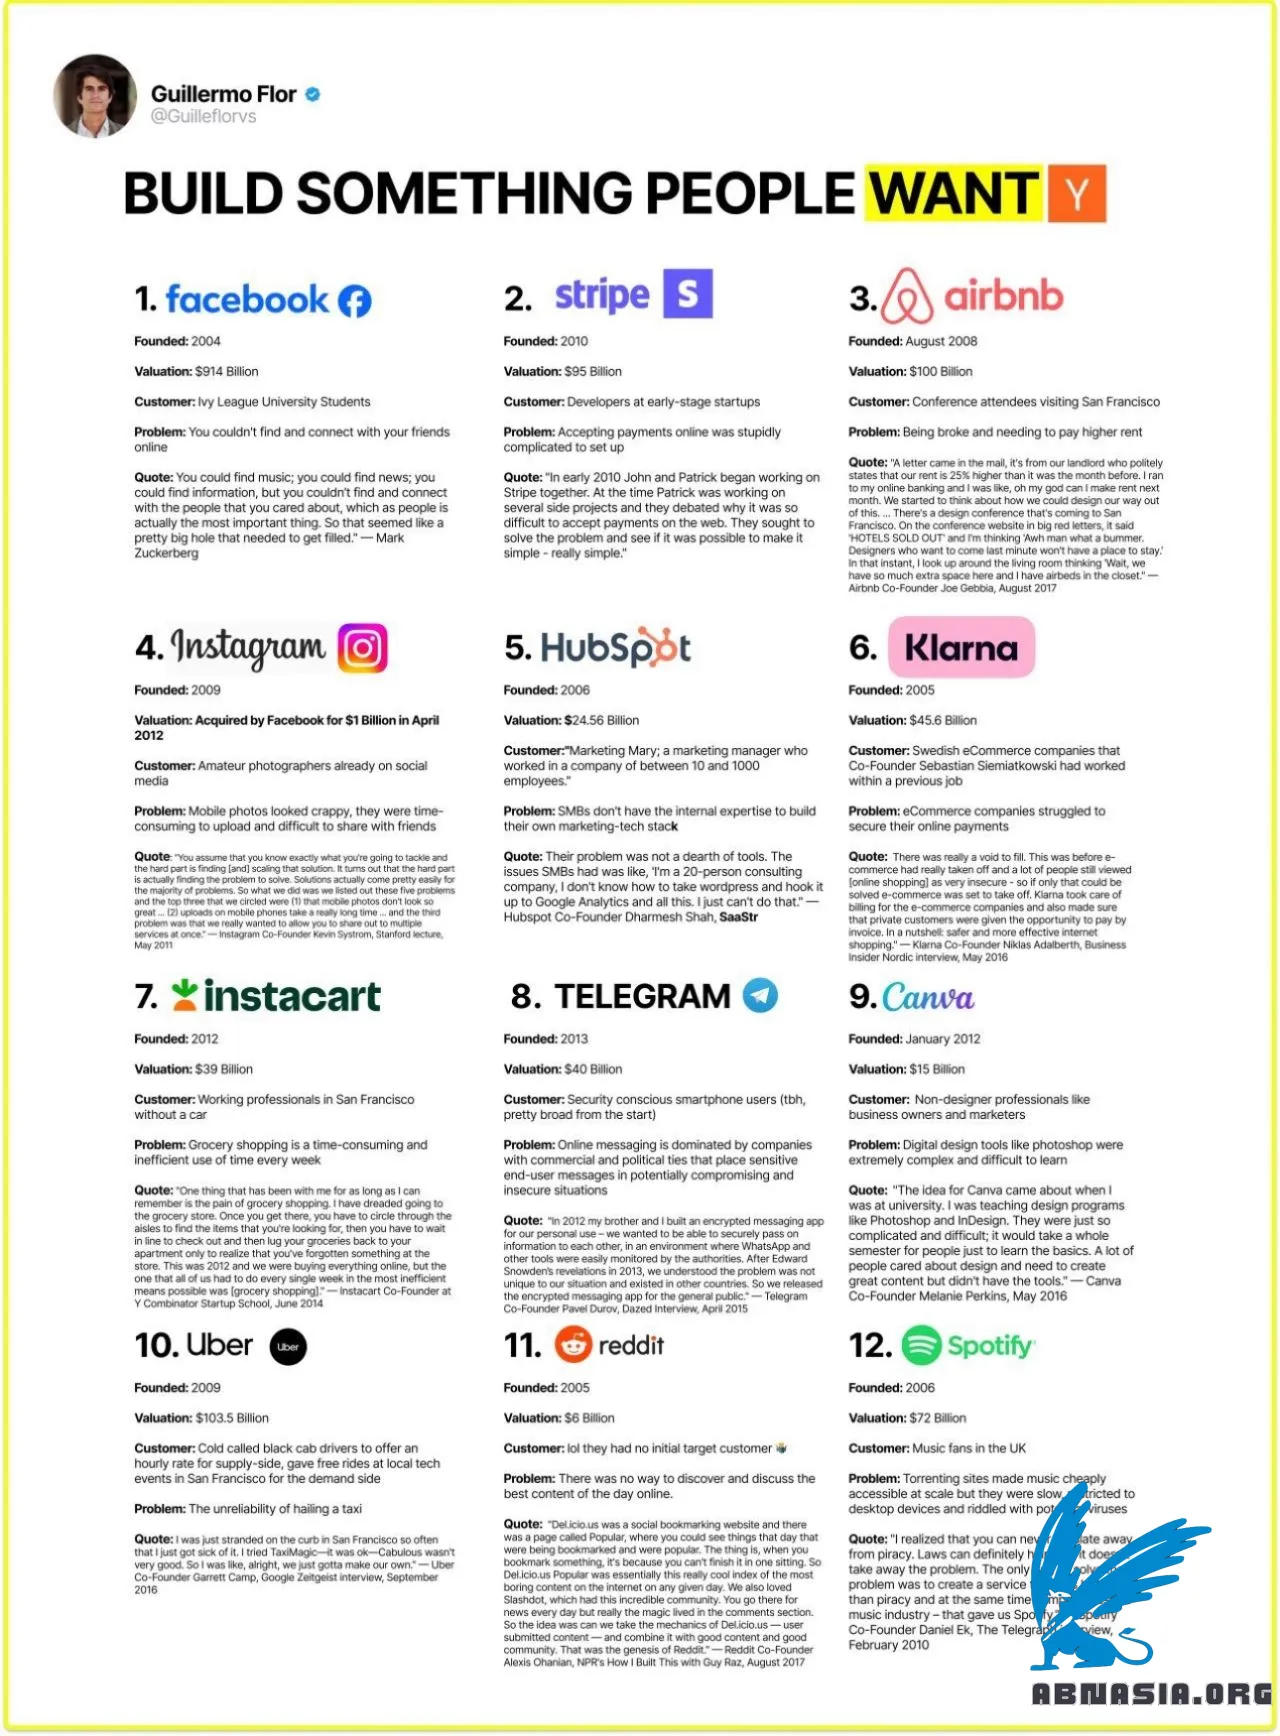 Guillermo Flor
@Guilleflorvs
BUILD SOMETHING PEOPLE WANT Y
1. facebook
Founded: 2004
Valuation: $914 Billion
Customer: Ivy League University Students
Problem: You couldn't find and connect with your friends
online
Quote: You could find music; you could find news; you
could find information, but you couldn't find and connect
with the people that you cared about, which as people is
actually the most important thing. So that seemed like a
pretty big hole that needed to get filled." — Mark
Zuckerberg
2. stripe S
Founded: 2010
Valuation: $95 Billion
Customer: Developers at early-stage startups
Problem: Accepting payments online was stupidly
complicated to set up
Quote: "In early 2010 John and Patrick began working on
Stripe together. At the time Patrick was working on
several side projects and they debated why it was so
difficult to accept payments on the web. They sought to
solve the problem and see if it was possible to make it
simple - really simple."
3. airbnb
Founded: August 2008
Valuation: $100 Billion
Customer: Conference attendees visiting San Francisco
Problem: Being broke and needing to pay higher rent
Quote: "A letter came in the mail, it's from our landlord who politely
states that our rent is 25% higher than it was the month before. I ran
to my online banking and I was like, oh my god can I make rent next
month. We started to think about how we could design our way out
of this. ... There's a design conference that's coming to San
Francisco. On the conference website in big red letters, it said
'HOTELS SOLD OUT' and I'm thinking 'Awh man what a bummer.
Designers who want to come last minute won't have a place to stay.'
In that instant, I look up around the living room thinking 'Wait, we
have so much extra space here and I have airbeds in the closet." —
Airbnb Co-Founder Joe Gebbia, August 2017
4. Instagram
Founded: 2009
Valuation: Acquired by Facebook for $1 Billion in April
2012
Customer: Amateur photographers already on social
media
Problem: Mobile photos looked crappy, they were time-
consuming to upload and difficult to share with friends
Quote: "You assume that you know exactly what you're going to tackle and
the hard part is finding [and] scaling that solution. It turns out that the hard part
is actually finding the problem to solve. Solutions actually come pretty easily for
the majority of problems. So what we did was we listed out these five problems
and the top three that we circled were (1) that mobile photos don't look so
great ... (2) uploads on mobile phones take a really long time ... and the third
problem was that we really wanted to allow you to share out to multiple
services at once." — Instagram Co-Founder Kevin Systrom, Stanford lecture,
May 2011
5. HubSpot
Founded: 2006
Valuation: $24.56 Billion
Customer:"Marketing Mary; a marketing manager who
worked in a company of between 10 and 1000
employees."
Problem: SMBs don't have the internal expertise to build
their own marketing-tech stack
Quote: Their problem was not a dearth of tools. The
issues SMBs had was like, 'I'm a 20-person consulting
company, I don't know how to take wordpress and hook it
up to Google Analytics and all this. I just can't do that." —
Hubspot Co-Founder Dharmesh Shah, SaaStr
6. Klarna
Founded: 2005
Valuation: $45.6 Billion
Customer: Swedish eCommerce companies that
Co-Founder Sebastian Siemiatkowski had worked
within a previous job
Problem: eCommerce companies struggled to
secure their online payments
Quote: There was really a void to fill. This was before e-
commerce had really taken off and a lot of people still viewed
[online shopping] as very insecure - so if only that could be
solved e-commerce was set to take off. Klarna took care of
billing for the e-commerce companies and also made sure
that private customers were given the opportunity to pay by
invoice. In a nutshell: safer and more effective internet
shopping." — Klarna Co-Founder Niklas Adalberth, Business
Insider Nordic interview, May 2016
7. instacart
Founded: 2012
Valuation: $39 Billion
Customer: Working professionals in San Francisco
without a car
Problem: Grocery shopping is a time-consuming and
inefficient use of time every week
Quote: "One thing that has been with me for as long as I can
remember is the pain of grocery shopping. I have dreaded going to
the grocery store. Once you get there, you have to circle through the
aisles to find the items that you're looking for, then you have to wait
in line to check out and then lug your groceries back to your
apartment only to realize that you've forgotten something at the
store. This was 2012 and we were buying everything online, but the
one that all of us had to do every single week in the most inefficient
means possible was [grocery shopping]." — Instacart Co-Founder at
Y Combinator Startup School, June 2014
8. TELEGRAM
Founded: 2013
Valuation: $40 Billion
Customer: Security conscious smartphone users (tbh,
pretty broad from the start)
Problem: Online messaging is dominated by companies
with commercial and political ties that place sensitive
end-user messages in potentially compromising and
insecure situations
Quote: "In 2012 my brother and I built an encrypted messaging app
for our personal use – we wanted to be able to securely pass on
information to each other, in an environment where WhatsApp and
other tools were easily monitored by the authorities. After Edward
Snowden's revelations in 2013, we understood the problem was not
unique to our situation and existed in other countries. So we released
the encrypted messaging app for the general public." — Telegram
Co-Founder Pavel Durov, Dazed Interview, April 2015
9. Canva
Founded: January 2012
Valuation: $15 Billion
Customer: Non-designer professionals like
business owners and marketers
Problem: Digital design tools like photoshop were
extremely complex and difficult to learn
Quote: "The idea for Canva came about when I
was at university. I was teaching design programs
like Photoshop and InDesign. They were just so
complicated and difficult; it would take a whole
semester for people just to learn the basics. A lot of
people cared about design and need to create
great content but didn't have the tools." — Canva
Co-Founder Melanie Perkins, May 2016
10. Uber Uber
Founded: 2009
Valuation: $103.5 Billion
Customer: Cold called black cab drivers to offer an
hourly rate for supply-side, gave free rides at local tech
events in San Francisco for the demand side
Problem: The unreliability of hailing a taxi
Quote: I was just stranded on the curb in San Francisco so often
that I just got sick of it. I tried TaxiMagic—it was ok—Cabulous wasn't
very good. So I was like, alright, we just gotta make our own." — Uber
Co-Founder Garrett Camp, Google Zeitgeist interview, September
2016
11. reddit
Founded: 2005
Valuation: $6 Billion
Customer: lol they had no initial target customer
Problem: There was no way to discover and discuss the
best content of the day online.
Quote: "Del.icio.us was a social bookmarking website and there
was a page called Popular, where you could see things that day that
were being bookmarked and were popular. The thing is, when you
bookmark something, it's because you can't finish it in one sitting. So
Del.icio.us Popular was essentially this really cool index of the most
boring content on the internet on any given day. We also loved
Slashdot, which had this incredible community. You go there for
news every day but really the magic lived in the comments section.
So the idea was can we take the mechanics of Del.icio.us — user
submitted content — and combine it with good content and good
community. That was the genesis of Reddit." — Reddit Co-Founder
Alexis Ohanian, NPR's How I Built This with Guy Raz, August 2017
12. Spotify
Founded: 2006
Valuation: $72 Billion
Customer: Music fans in the UK
Problem: Torrenting sites made music cheaply
accessible at scale but they were slow,
desktop devices and riddled with viruses
Quote: "I realized that you can away
from piracy. Laws can definitely it
take away the problem. The only
problem was to create a service
than piracy and at the same time
music industry – that gave us Spotify
Co-Founder Daniel Ek, The Telegraph
February 2010
ABNASIA.ORG